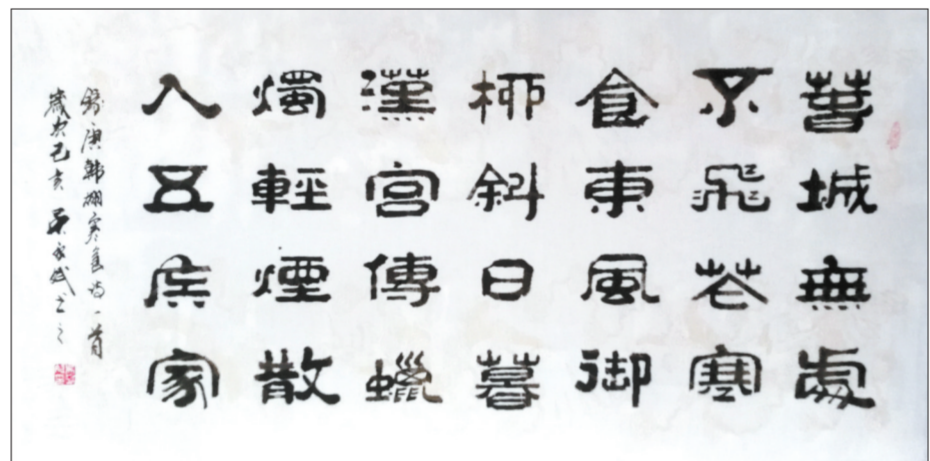 春城無處
不飛花寒
食東風御
柳斜日暮
漢宮傳蠟
燭輕煙散
入五侯家
錄唐韓翃寒食詩一首
歲次己亥